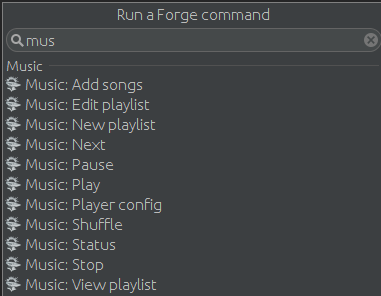 Run a Forge command
mus
Music
Music: Add songs
Music: Edit playlist
Music: New playlist
Music: Next
Music: Pause
Music: Play
Music: Player config
Music: Shuffle
Music: Status
Music: Stop
Music: View playlist